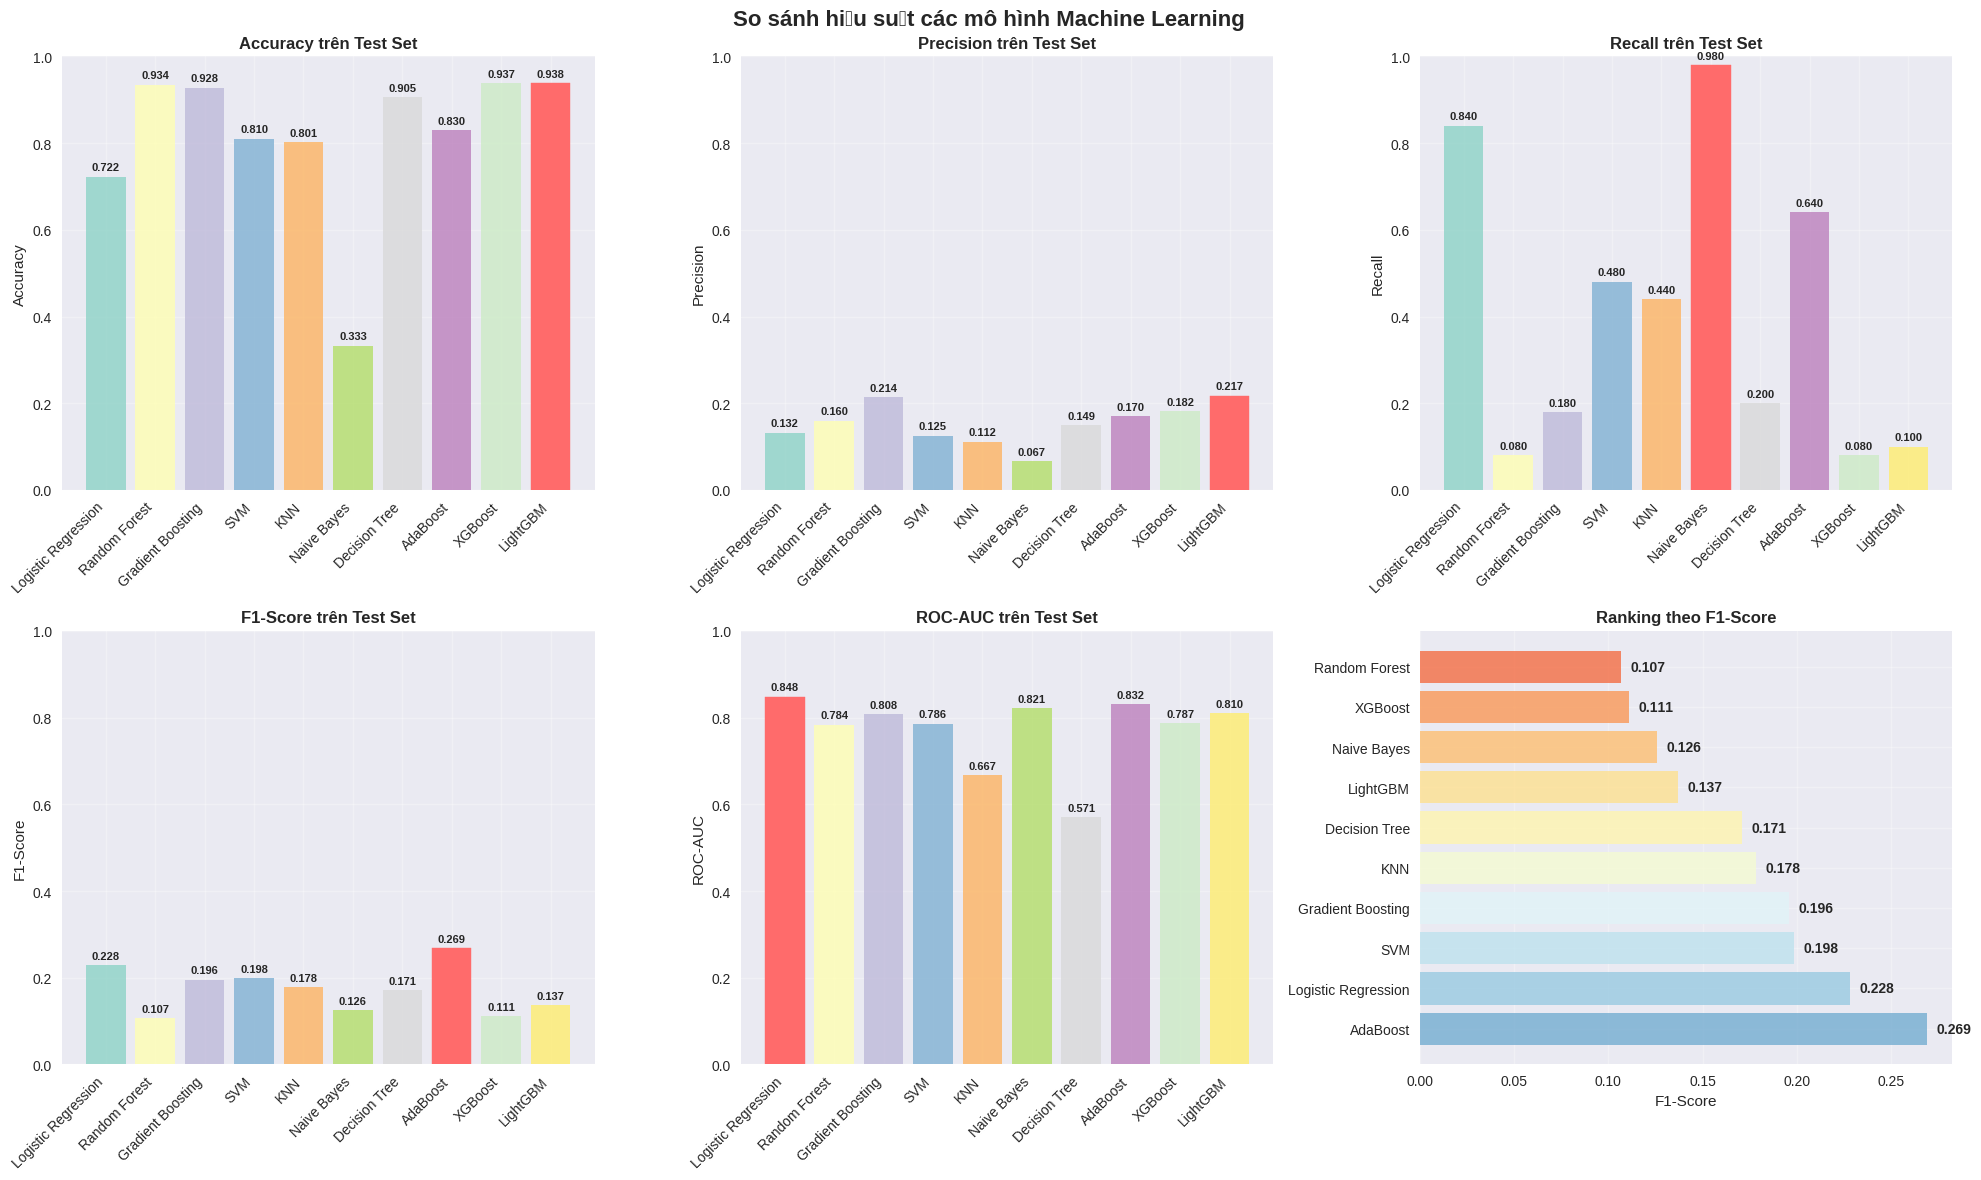 So sánh hi▯u su▯t các mô hình Machine Learning
Accuracy trên Test Set
Accuracy
1.0
0.8
0.6
0.4
0.2
0.0
0.722
0.934
0.928
0.810
0.801
0.333
0.905
0.830
0.937
0.938
Logistic Regression
Random Forest
Gradient Boosting
SVM
KNN
Naive Bayes
Decision Tree
AdaBoost
XGBoost
LightGBM
Precision trên Test Set
Precision
1.0
0.8
0.6
0.4
0.2
0.0
0.132
0.160
0.214
0.125
0.112
0.067
0.149
0.170
0.182
0.217
Logistic Regression
Random Forest
Gradient Boosting
SVM
KNN
Naive Bayes
Decision Tree
AdaBoost
XGBoost
LightGBM
Recall trên Test Set
Recall
1.0
0.8
0.6
0.4
0.2
0.0
0.840
0.080
0.180
0.480
0.440
0.980
0.200
0.640
0.080
0.100
Logistic Regression
Random Forest
Gradient Boosting
SVM
KNN
Naive Bayes
Decision Tree
AdaBoost
XGBoost
LightGBM
F1-Score trên Test Set
F1-Score
1.0
0.8
0.6
0.4
0.2
0.0
0.228
0.107
0.196
0.198
0.178
0.126
0.171
0.269
0.111
0.137
Logistic Regression
Random Forest
Gradient Boosting
SVM
KNN
Naive Bayes
Decision Tree
AdaBoost
XGBoost
LightGBM
ROC-AUC trên Test Set
ROC-AUC
1.0
0.8
0.6
0.4
0.2
0.0
0.848
0.784
0.808
0.786
0.667
0.821
0.571
0.832
0.787
0.810
Logistic Regression
Random Forest
Gradient Boosting
SVM
KNN
Naive Bayes
Decision Tree
AdaBoost
XGBoost
LightGBM
Ranking theo F1-Score
Random Forest 0.107
XGBoost 0.111
Naive Bayes 0.126
LightGBM 0.137
Decision Tree 0.171
KNN 0.178
Gradient Boosting 0.196
SVM 0.198
Logistic Regression 0.228
AdaBoost 0.269
0.00 0.05 0.10 0.15 0.20 0.25
F1-Score